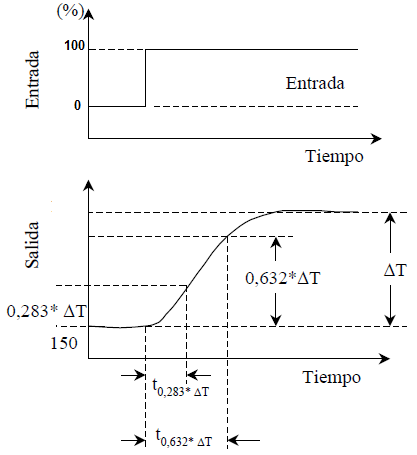 (%)
100
Entrada
Entrada
0
Tiempo
Salida
0,632*ΔT
ΔT
0,283* ΔT
150
Tiempo
t0,283* ΔT
t0,632* ΔT